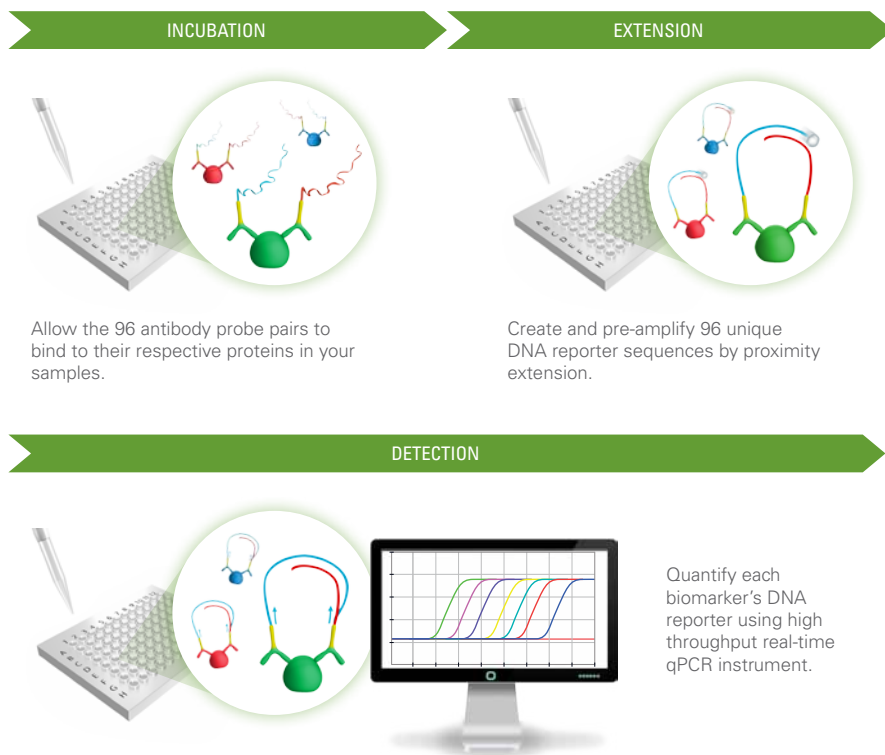 INCUBATION
EXTENSION
Allow the 96 antibody probe pairs to
bind to their respective proteins in your
samples.
Create and pre-amplify 96 unique
DNA reporter sequences by proximity
extension.
DETECTION
Quantify each
biomarker's DNA
reporter using high
throughput real-time
qPCR instrument.